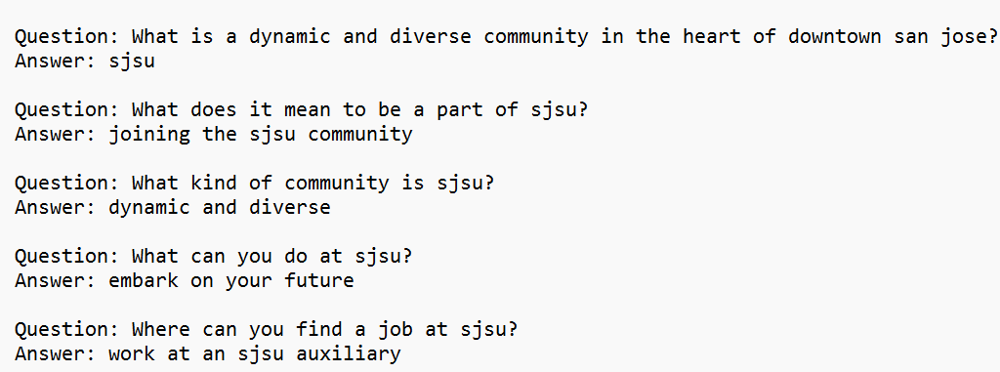 Question: What is a dynamic and diverse community in the heart of downtown san jose?
Answer: sjsu
Question: What does it mean to be a part of sjsu?
Answer: joining the sjsu community
Question: What kind of community is sjsu?
Answer: dynamic and diverse
Question: What can you do at sjsu?
Answer: embark on your future
Question: Where can you find a job at sjsu?
Answer: work at an sjsu auxiliary